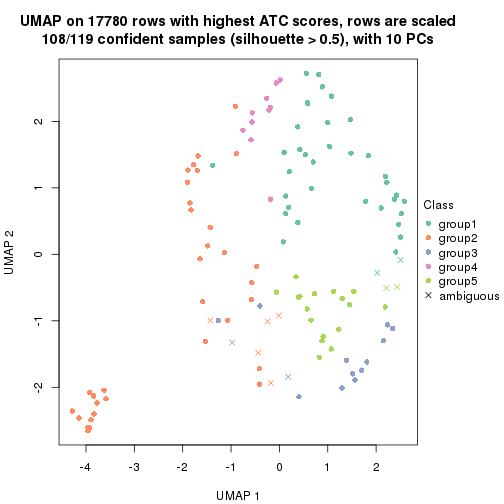 UMAP on 17780 rows with highest ATC scores, rows are scaled
108/119 confident samples (silhouette > 0.5), with 10 PCs
UMAP 2
2
1
0
-1
-2
-4
-3
-2
-1
0
1
2
UMAP 1
Class
group1
group2
group3
group4
group5
ambiguous